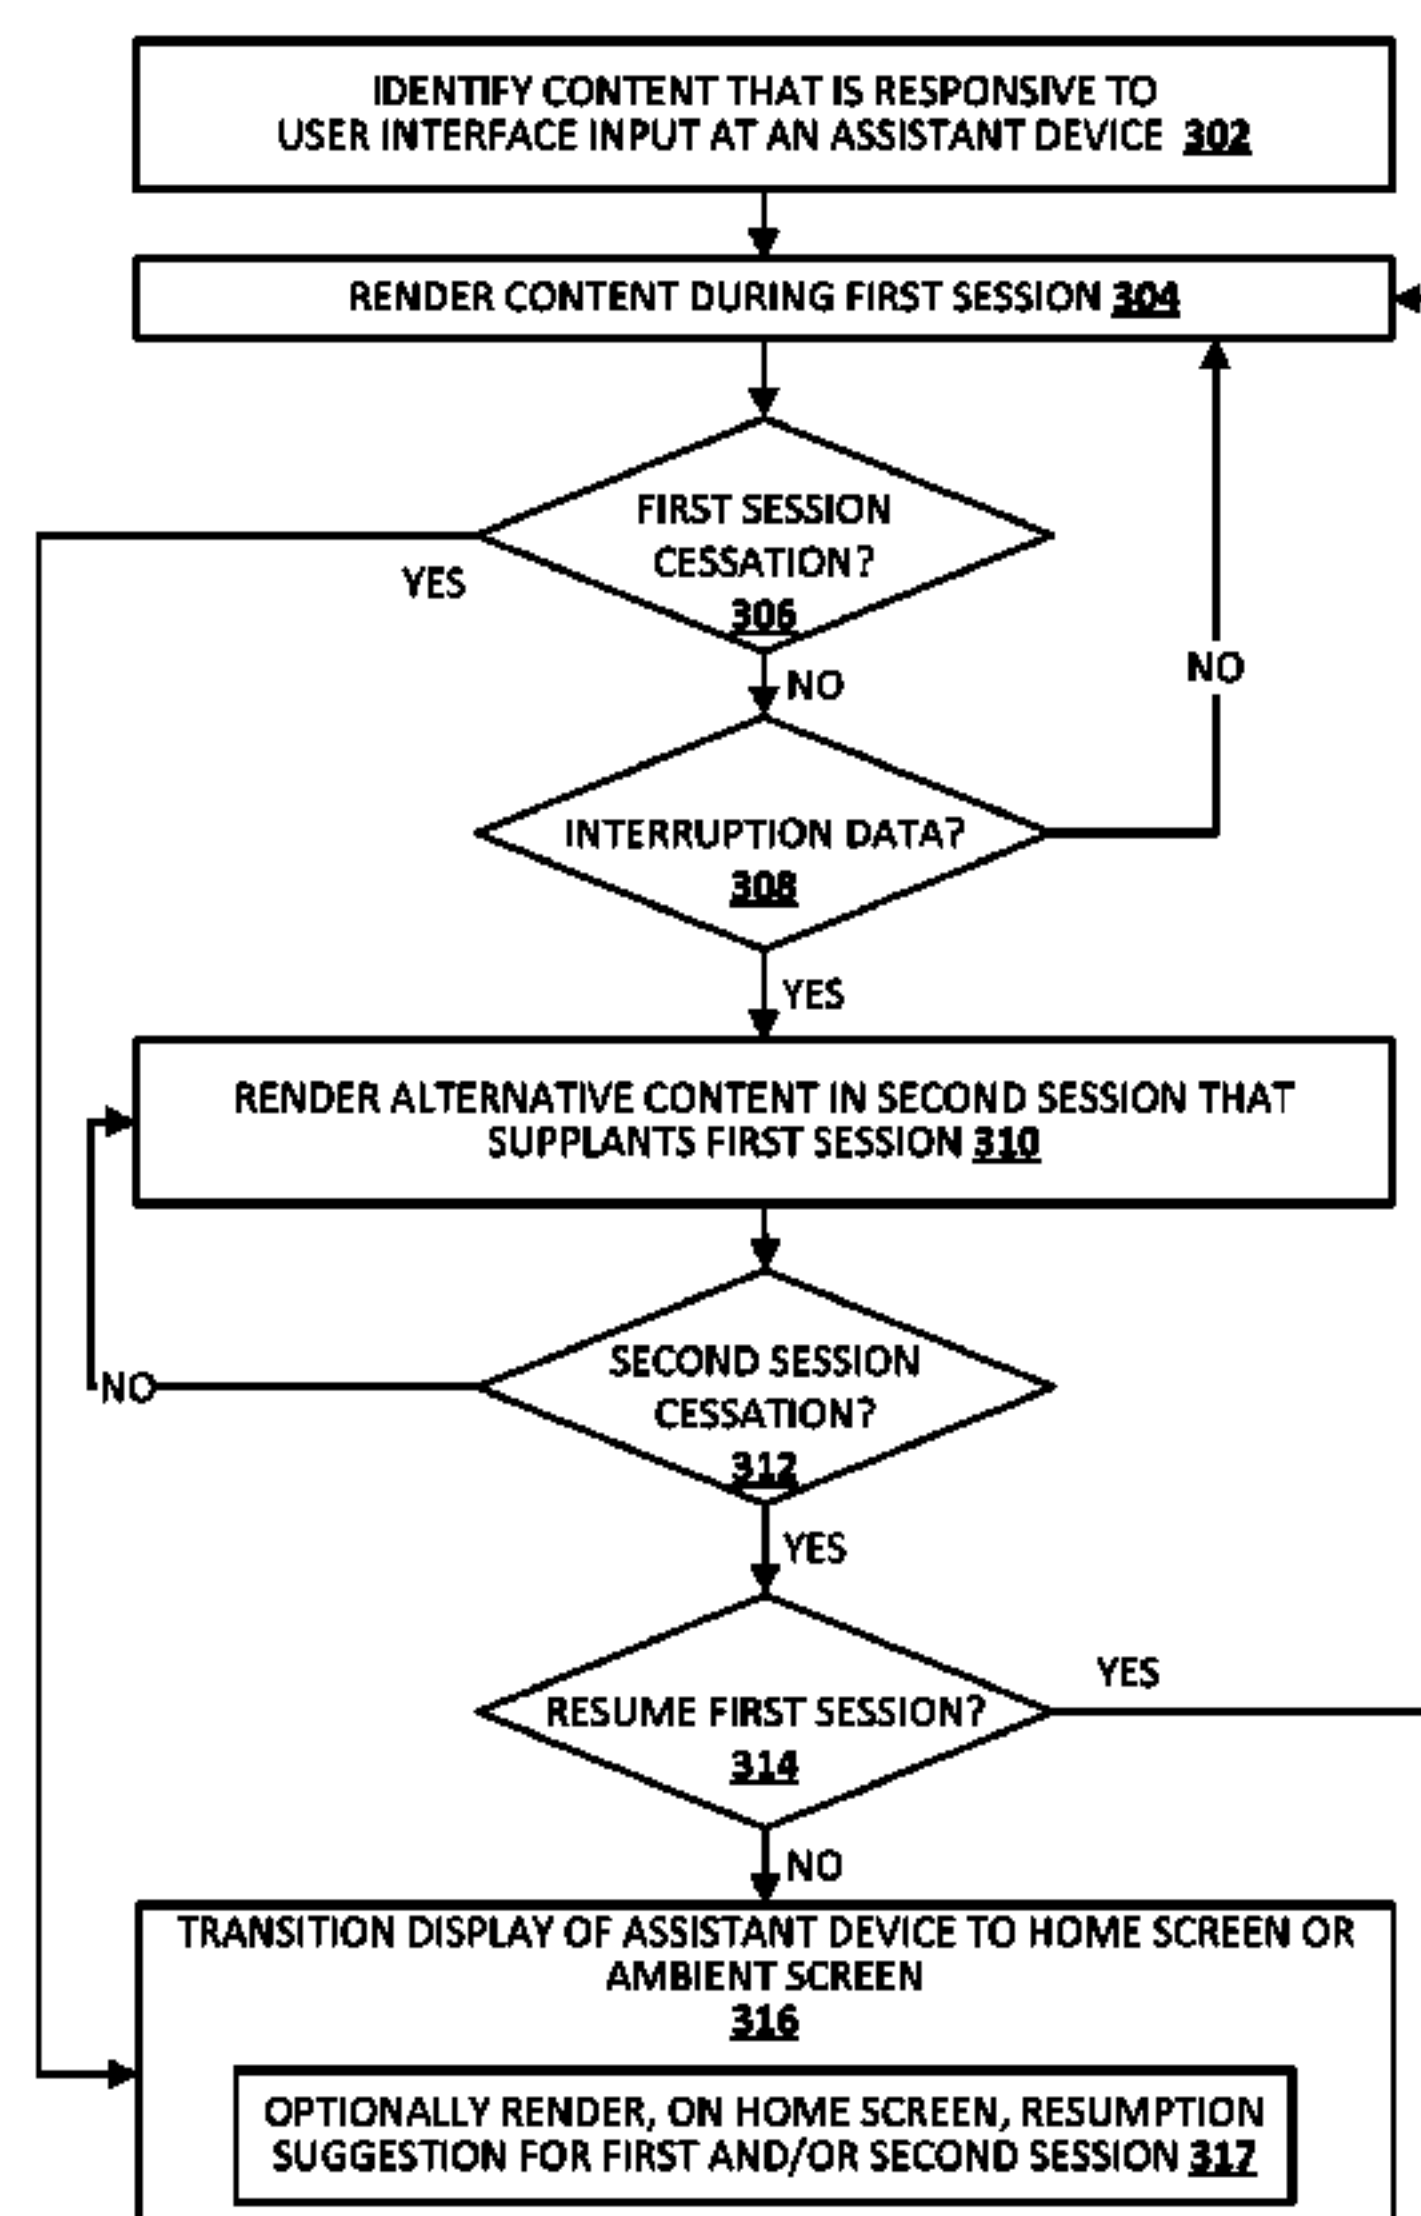 IDENTIFY CONTENT THAT IS RESPONSIVE TO
USER INTERFACE INPUT AT AN ASSISTANT DEVICE 302
RENDER CONTENT DURING FIRST SESSION 304
FIRST SESSION
CESSATION?
306
YES
NO
NO
INTERRUPTION DATA?
308
YES
RENDER ALTERNATIVE CONTENT IN SECOND SESSION THAT
SUPPLANTS FIRST SESSION 310
SECOND SESSION
CESSATION?
312
NO
YES
RESUME FIRST SESSION?
314
YES
NO
TRANSITION DISPLAY OF ASSISTANT DEVICE TO HOME SCREEN OR
AMBIENT SCREEN
316
OPTIONALLY RENDER, ON HOME SCREEN, RESUMPTION
SUGGESTION FOR FIRST AND/OR SECOND SESSION 317